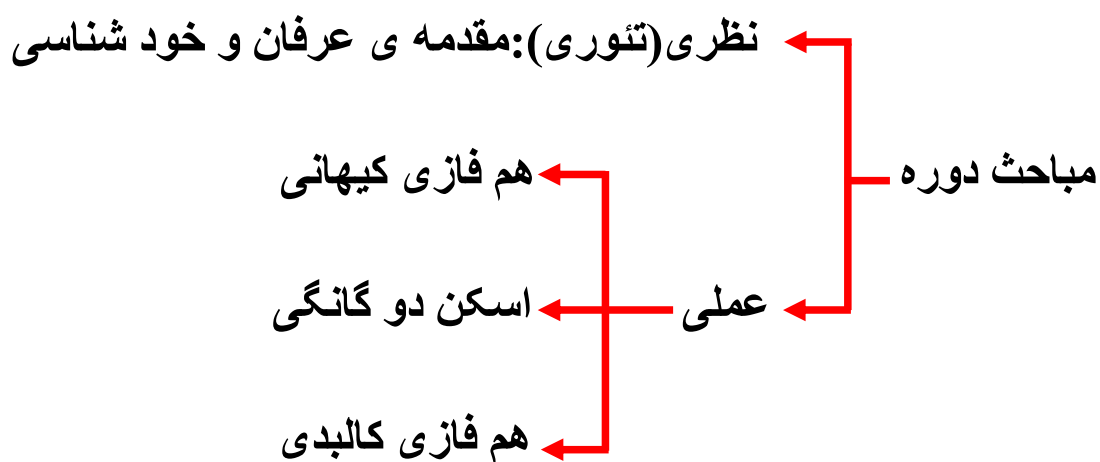 نظری(تئوری):مقدمه ی عرفان و خود شناسی
هم فازی کیهانی
مباحث دوره
اسکن دو گانگی
عملی
هم فازی کالبدی